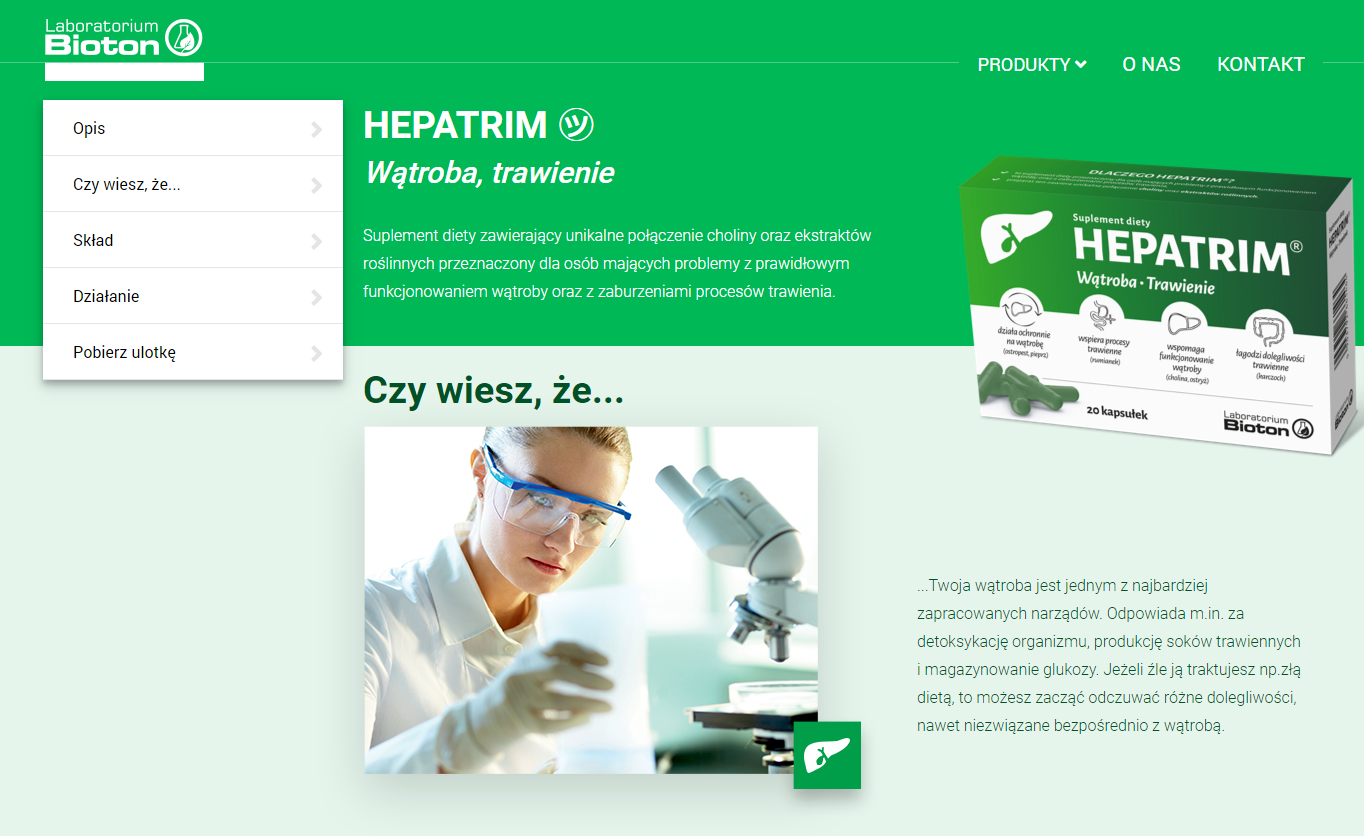 Laboratorium
Bioton
PRODUKTY
O NAS
KONTAKT
Opis
Czy wiesz, że...
Skład
Działanie
Pobierz ulotkę
HEPATRIM
Wątroba, trawienie
Suplement diety zawierający unikalne połączenie choliny oraz ekstraktów
roślinnych przeznaczony dla osób mających problemy z prawidłowym
funkcjonowaniem wątroby oraz z zaburzeniami procesów trawienia.
DLACZEGO HEPATRIM®?
Suplement diety
HEPATRIM®
Wątroba · Trawienie
działa ochronnie
na wątrobę
(ostropest, pieprz)
wspiera procesy
trawienne
(rumianek)
wspomaga
funkcjonowanie
wątroby
(cholina, ostryż)
łagodzi dolegliwości
trawienne
(karczoch)
20 kapsułek
Laboratorium
Bioton
Czy wiesz, że...
...Twoja wątroba jest jednym z najbardziej
zapracowanych narządów. Odpowiada m.in. za
detoksykację organizmu, produkcję soków trawiennych
i magazynowanie glukozy. Jeżeli źle ją traktujesz np.złą
dietą, to możesz zacząć odczuwać różne dolegliwości,
nawet niezwiązane bezpośrednio z wątrobą.